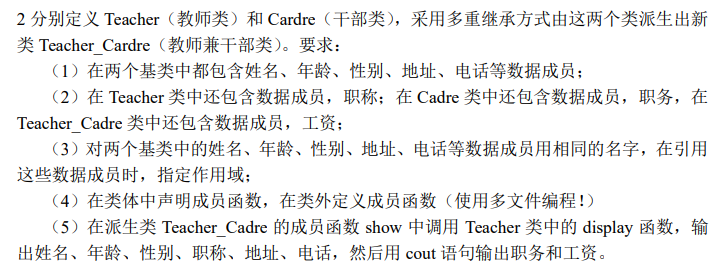 2 分别定义 Teacher（教师类）和 Cardre（干部类），采用多重继承方式由这两个类派生出新
类 Teacher_Cardre（教师兼干部类）。要求：
（1）在两个基类中都包含姓名、年龄、性别、地址、电话等数据成员；
（2）在 Teacher 类中还包含数据成员，职称；在 Cadre 类中还包含数据成员，职务，在
Teacher_Cadre 类中还包含数据成员，工资；
（3）对两个基类中的姓名、年龄、性别、地址、电话等数据成员用相同的名字，在引用
这些数据成员时，指定作用域；
（4）在类体中声明成员函数，在类外定义成员函数（使用多文件编程！）
（5）在派生类 Teacher_Cadre 的成员函数 show 中调用 Teacher 类中的 display 函数，输
出姓名、年龄、性别、职称、地址、电话，然后用 cout 语句输出职务和工资。